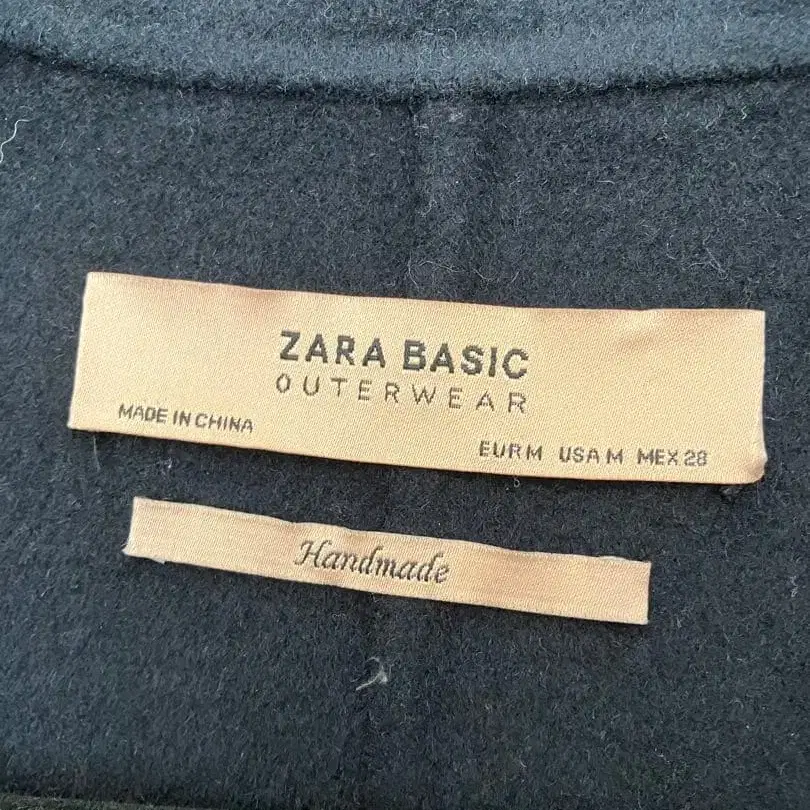 ZARA BASIC
OUTERWEAR
MADE IN CHINA
EUR M USA M MEX 28
Handmade